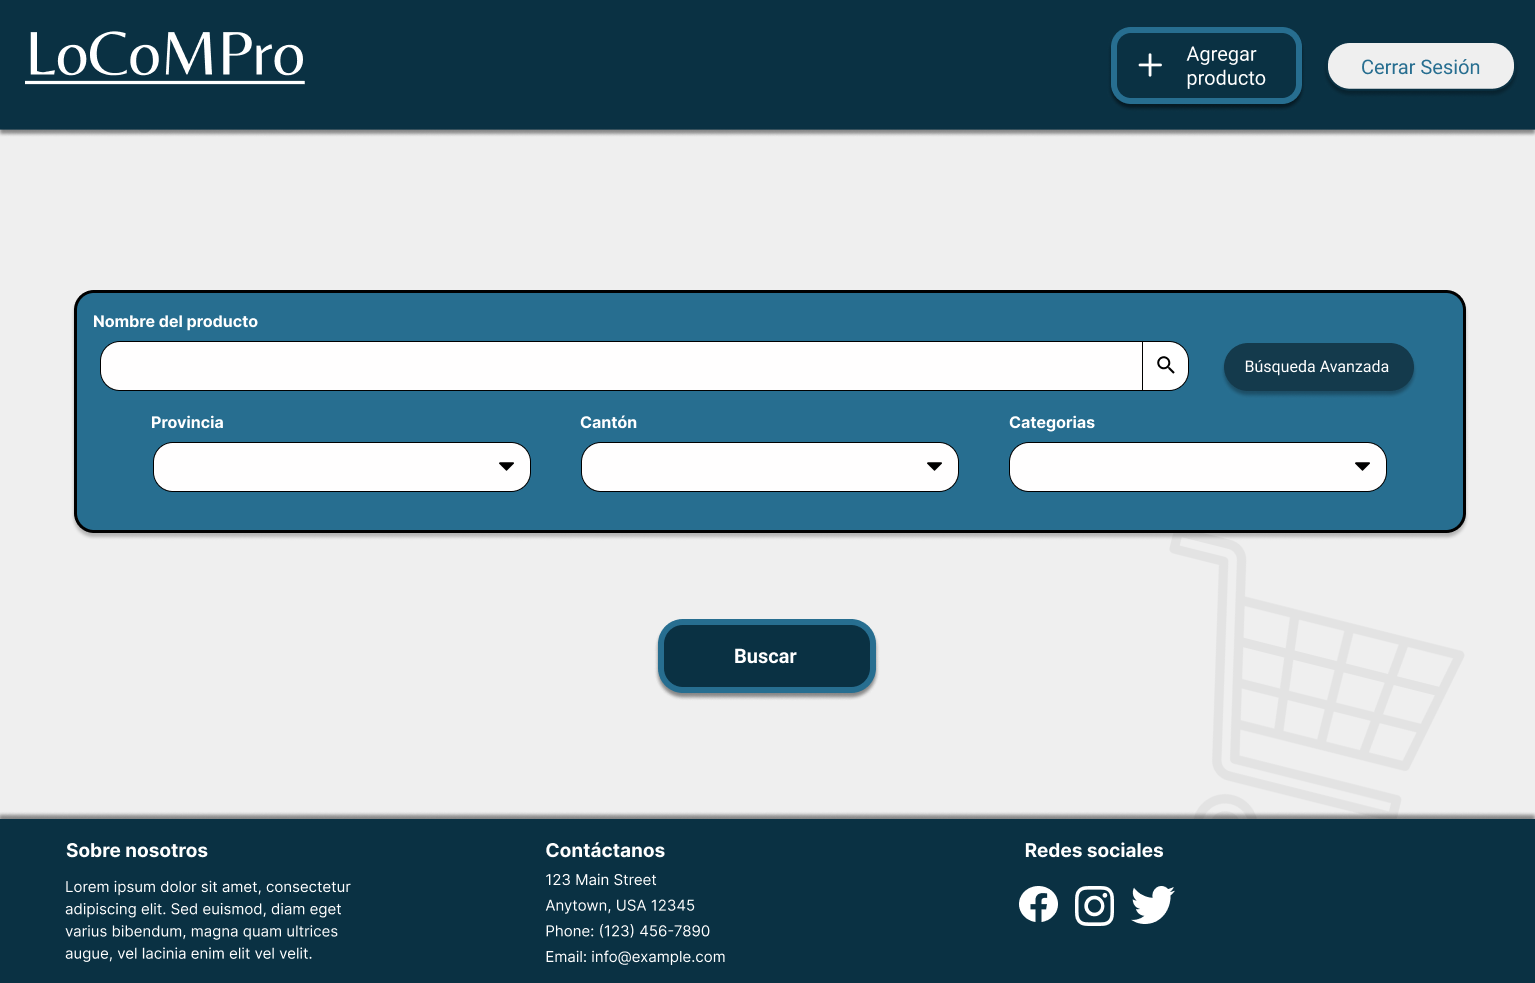 LoCoMPro
Agregar
producto
Cerrar Sesión
Nombre del producto
Búsqueda Avanzada
Provincia
Cantón
Categorias
Buscar
Sobre nosotros
Lorem ipsum dolor sit amet, consectetur
adipiscing elit. Sed euismod, diam eget
varius bibendum, magna quam ultrices
augue, vel lacinia enim elit vel velit.
Contáctanos
123 Main Street
Anytown, USA 12345
Phone: (123) 456-7890
Email: info@example.com
Redes sociales